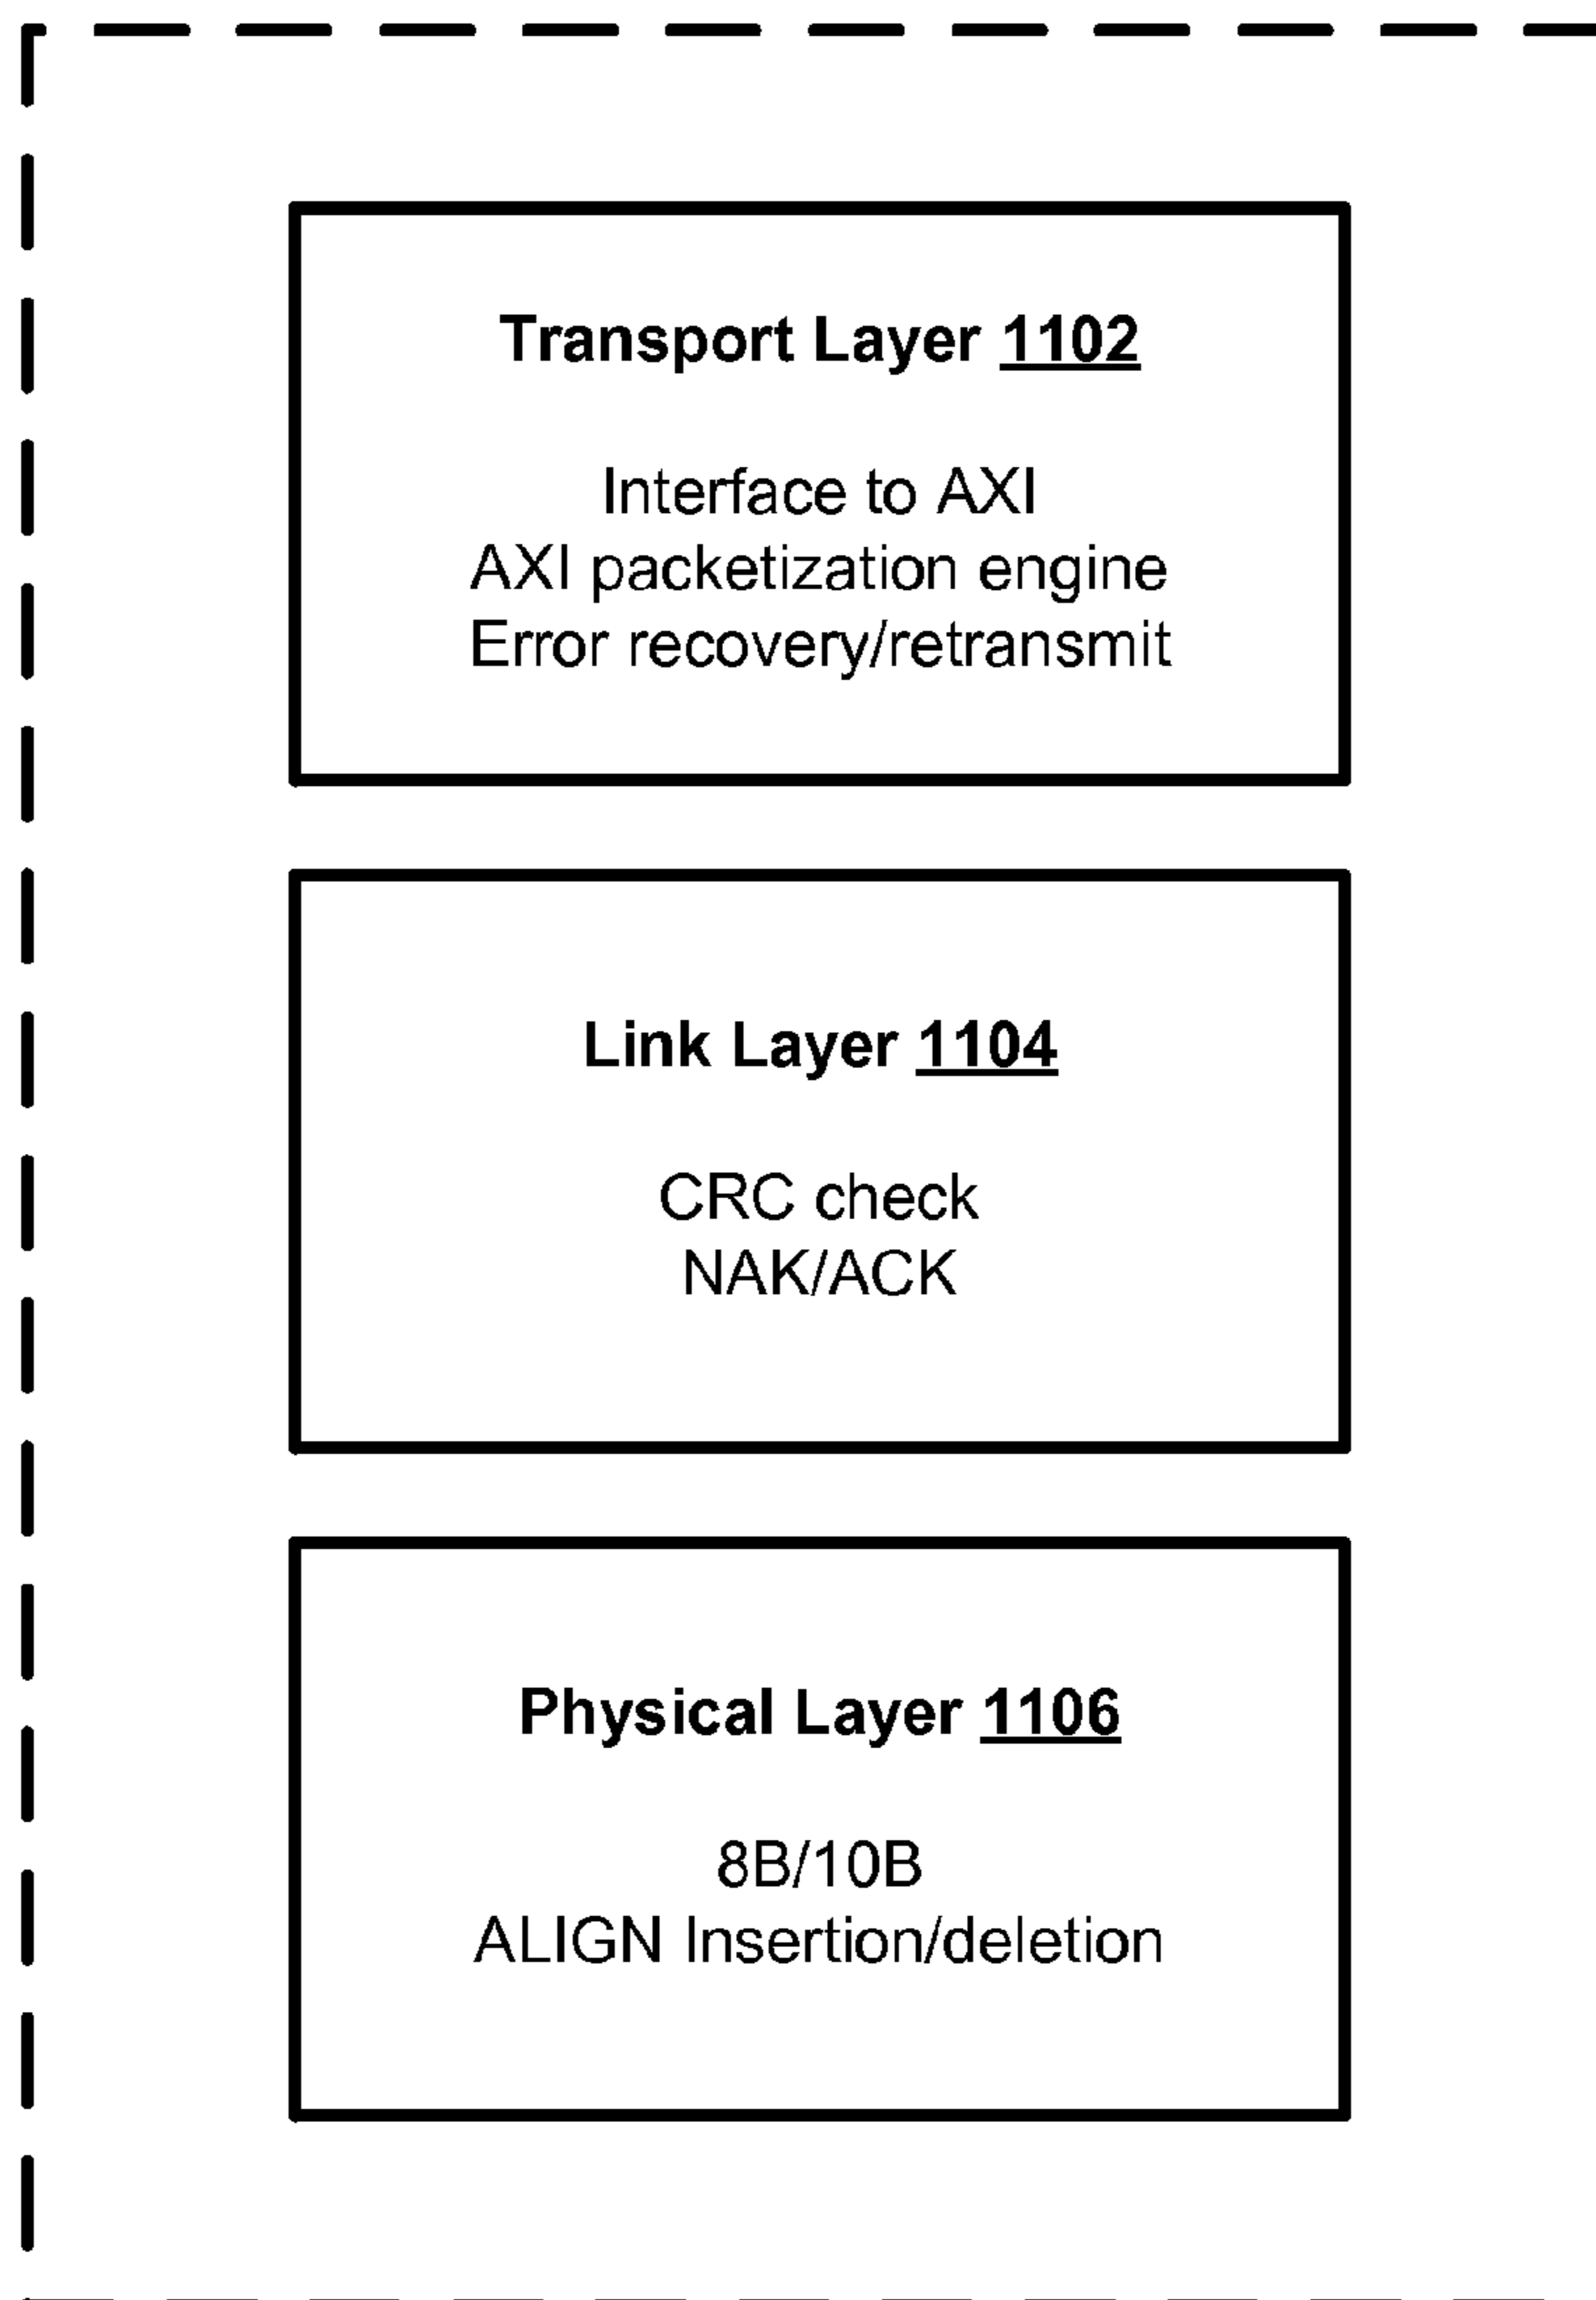 Transport Layer 1102
Interface to AXI
AXI packetization engine
Error recovery/retransmit
Link Layer 1104
CRC check
NAK/ACK
Physical Layer 1106
8B/10B
ALIGN Insertion/deletion